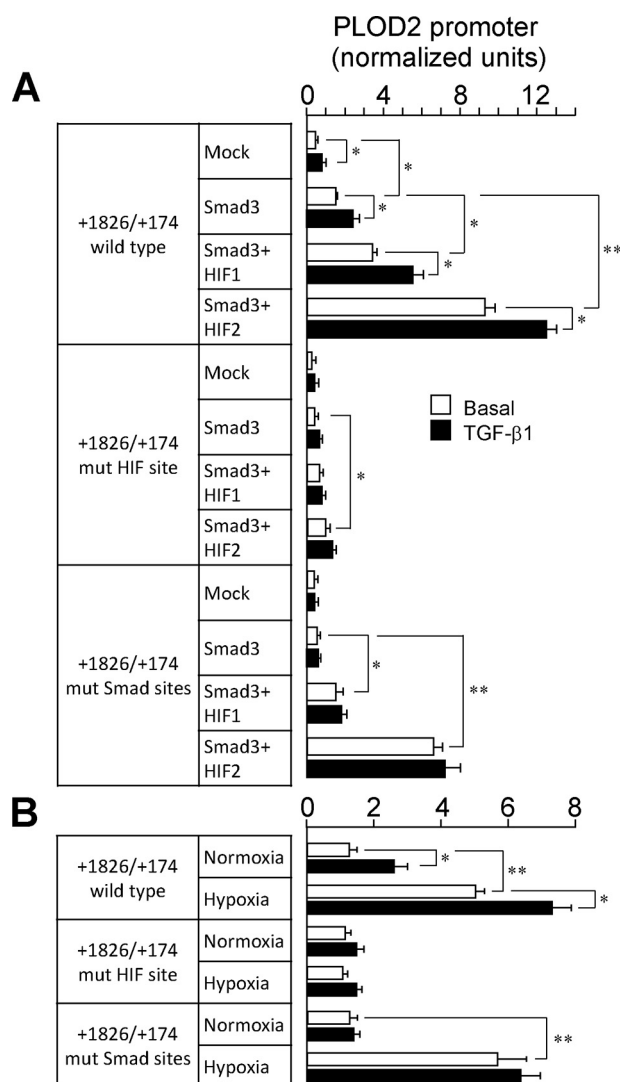 PLOD2 promoter
(normalized units)
A
0 4 8 12
+1826/+174
wild type
Mock
*
*
Smad3
*
*
Smad3+
HIF1
*
**
Smad3+
HIF2
*
+1826/+174
mut HIF site
Mock
Smad3
Smad3+
HIF1
*
Smad3+
HIF2
Basal
TGF-β1
+1826/+174
mut Smad sites
Mock
Smad3
*
Smad3+
HIF1
**
Smad3+
HIF2
B
0 2 4 6 8
+1826/+174
wild type
Normoxia
*
**
Hypoxia
*
+1826/+174
mut HIF site
Normoxia
Hypoxia
+1826/+174
mut Smad sites
Normoxia
**
Hypoxia